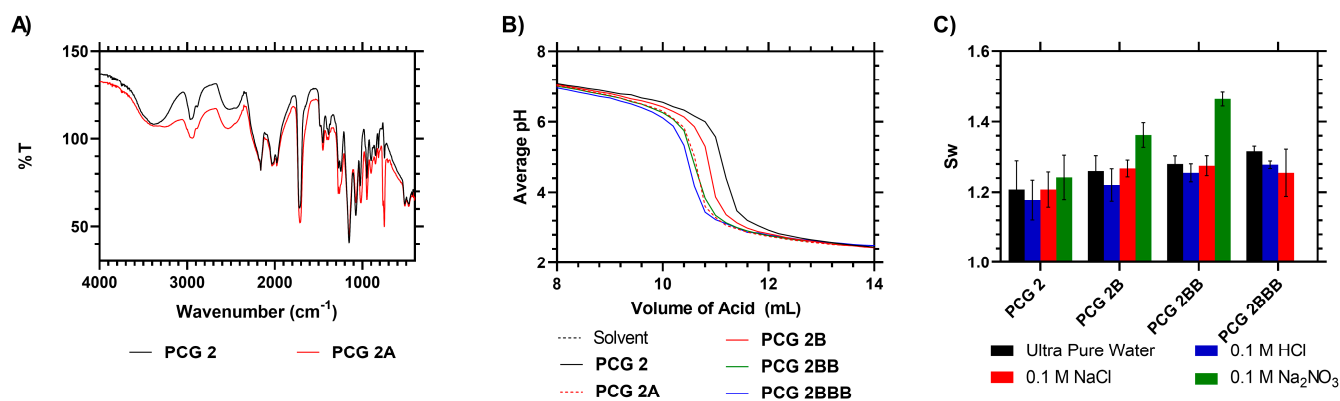 A)
B)
C)
150
100
50
% T
4000
3000
2000
1000
Wavenumber (cm-1)
PCG 2
PCG 2A
8
6
4
2
Average pH
8
10
12
14
Volume of Acid (mL)
Solvent
PCG 2
PCG 2A
PCG 2B
PCG 2BB
PCG 2BBB
1.6
1.4
1.2
1.0
Sw
PCG 2
PCG 2B
PCG 2BB
PCG 2BBB
Ultra Pure Water
0.1 M NaCl
0.1 M HCl
0.1 M Na2NO3